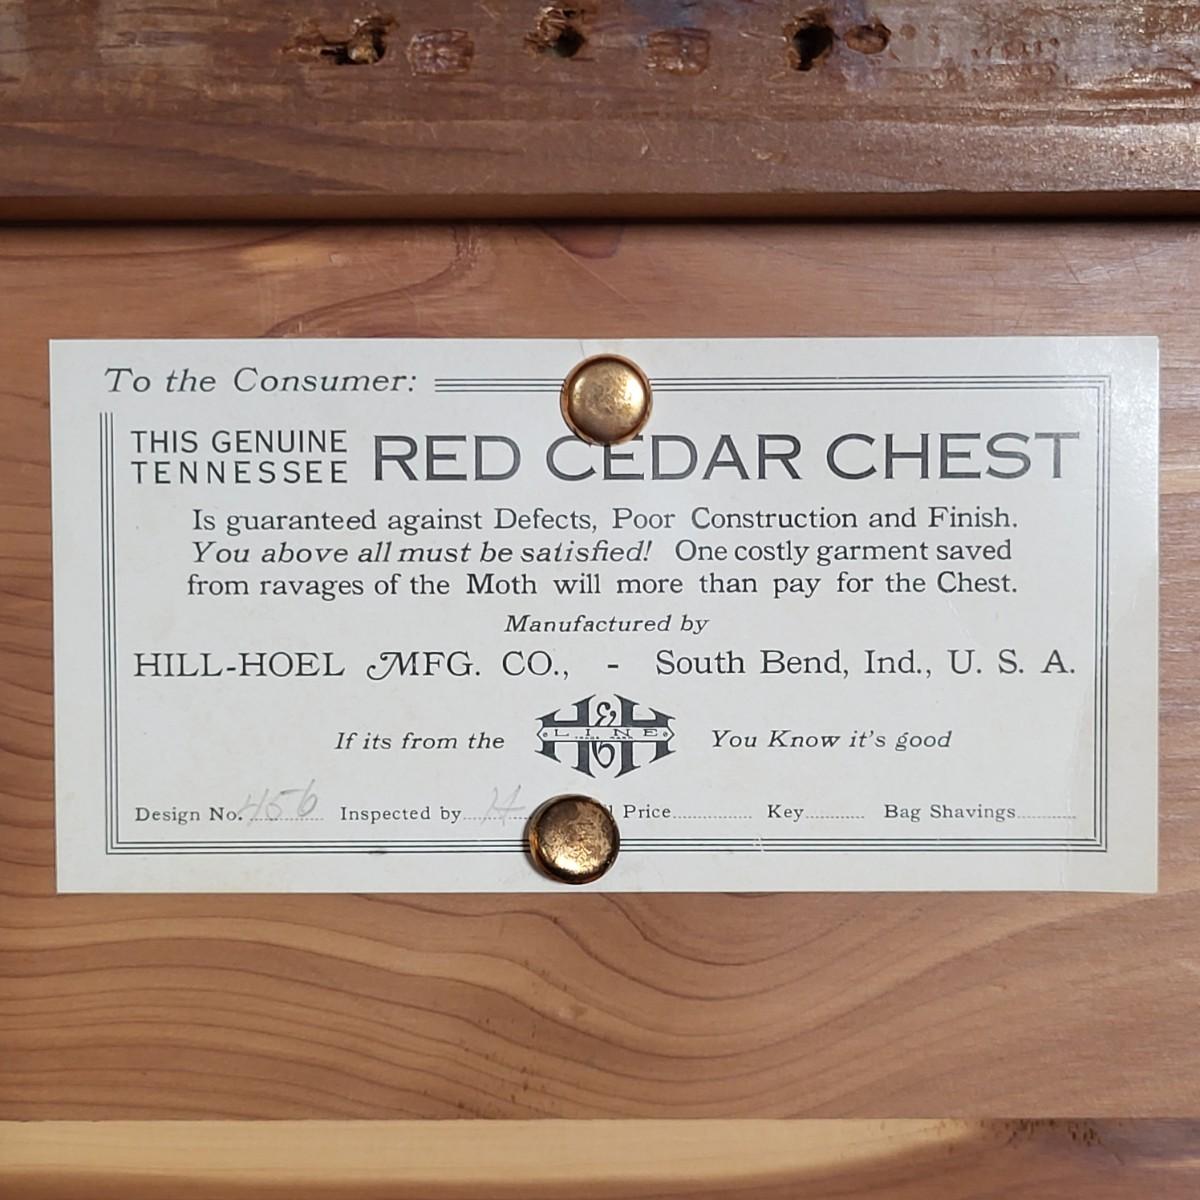 To the Consumer:
THIS GENUINE
TENNESSEE
RED CEDAR CHEST
Is guaranteed against Defects, Poor Construction and Finish.
You above all must be satisfied! One costly garment saved
from ravages of the Moth will more than pay for the Chest.
Manufactured by
HILL-HOEL MFG. CO., - South Bend, Ind., U. S. A.
If its from the H&H LINE You Know it's good
Design No. 456 Inspected by H Price Key Bag Shavings